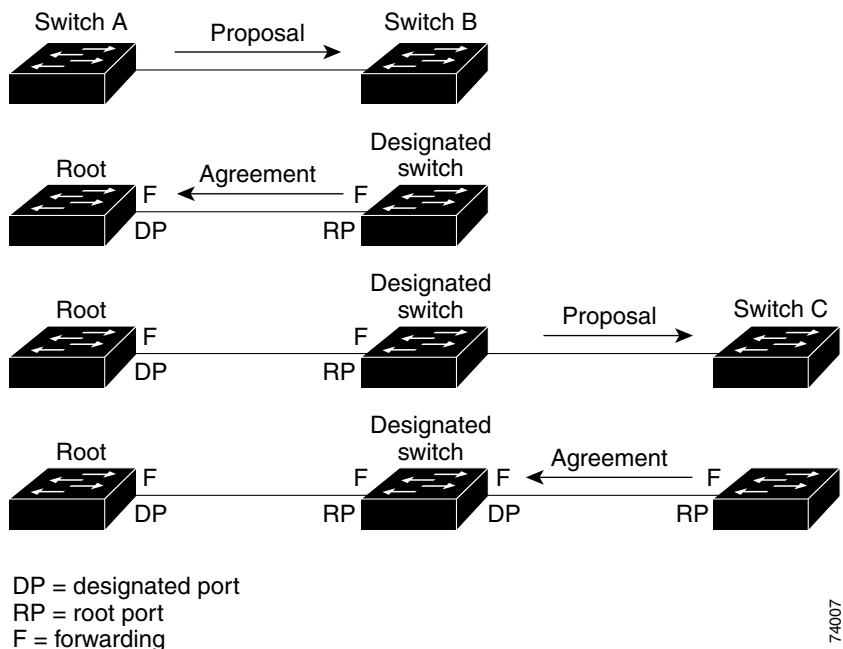 Switch A
Proposal
Switch B
Root
F
Agreement
F
Designated
switch
DP
RP
Root
F
F
Designated
switch
Proposal
Switch C
DP
RP
Root
F
F
Designated
switch
F
Agreement
F
DP
RP
DP
RP
DP = designated port
RP = root port
F = forwarding
74007